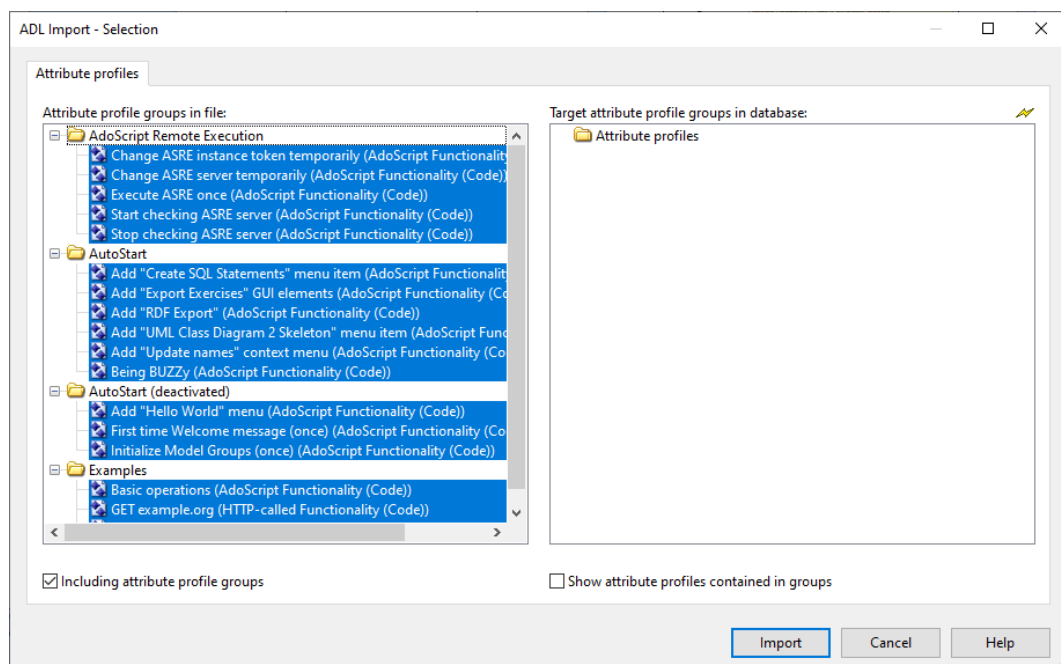 ADL Import - Selection
Attribute profiles
Attribute profile groups in file:
AdoScript Remote Execution
Change ASRE instance token temporarily (AdoScript Functionality
Change ASRE server temporarily (AdoScript Functionality (Code))
Execute ASRE once (AdoScript Functionality (Code))
Start checking ASRE server (AdoScript Functionality (Code))
Stop checking ASRE server (AdoScript Functionality (Code))
AutoStart
Add "Create SQL Statements" menu item (AdoScript Functionalit
Add "Export Exercises" GUI elements (AdoScript Functionality (Co
Add "RDF Export" (AdoScript Functionality (Code))
Add "UML Class Diagram 2 Skeleton" menu item (AdoScript Func
Add "Update names" context menu (AdoScript Functionality (Co
Being BUZZy (AdoScript Functionality (Code))
AutoStart (deactivated)
Add "Hello World" menu (AdoScript Functionality (Code))
First time Welcome message (once) (AdoScript Functionality (Co
Initialize Model Groups (once) (AdoScript Functionality (Code))
Examples
Basic operations (AdoScript Functionality (Code))
GET example.org (HTTP-called Functionality (Code))
Including attribute profile groups
Target attribute profile groups in database:
Attribute profiles
Show attribute profiles contained in groups
Import
Cancel
Help